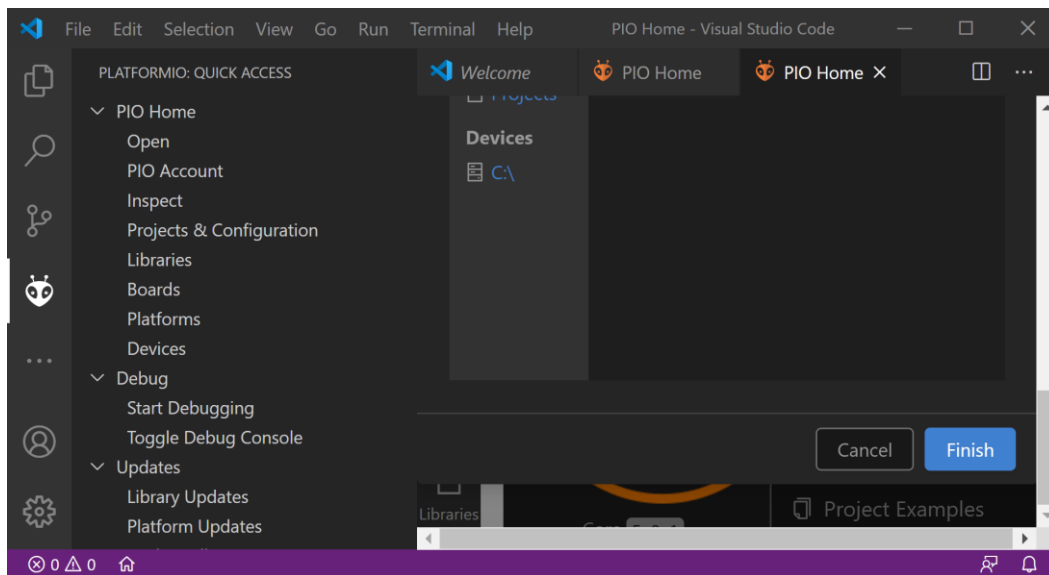 File Edit Selection View Go Run Terminal Help PIO Home - Visual Studio Code
PLATFORMIO: QUICK ACCESS
Welcome PIO Home PIO Home
PIO Home
Open
PIO Account
Inspect
Projects & Configuration
Libraries
Boards
Platforms
Devices
Debug
Start Debugging
Toggle Debug Console
Updates
Library Updates
Platform Updates
Projects
Devices
C:\
Cancel Finish
Libraries
Project Examples
0 0